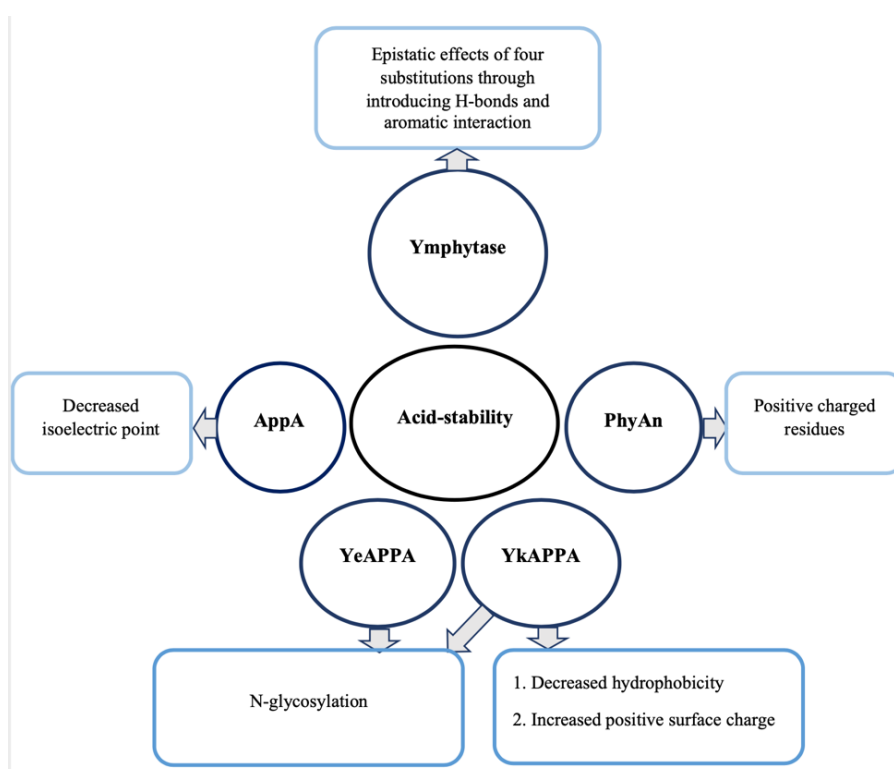 Epistatic effects of four
substitutions through
introducing H-bonds and
aromatic interaction
Ymphytase
Decreased
isoelectric point
AppA
Acid-stability
PhyAn
Positive charged
residues
YeAPPA
YkAPPA
N-glycosylation
1. Decreased hydrophobicity
2. Increased positive surface charge